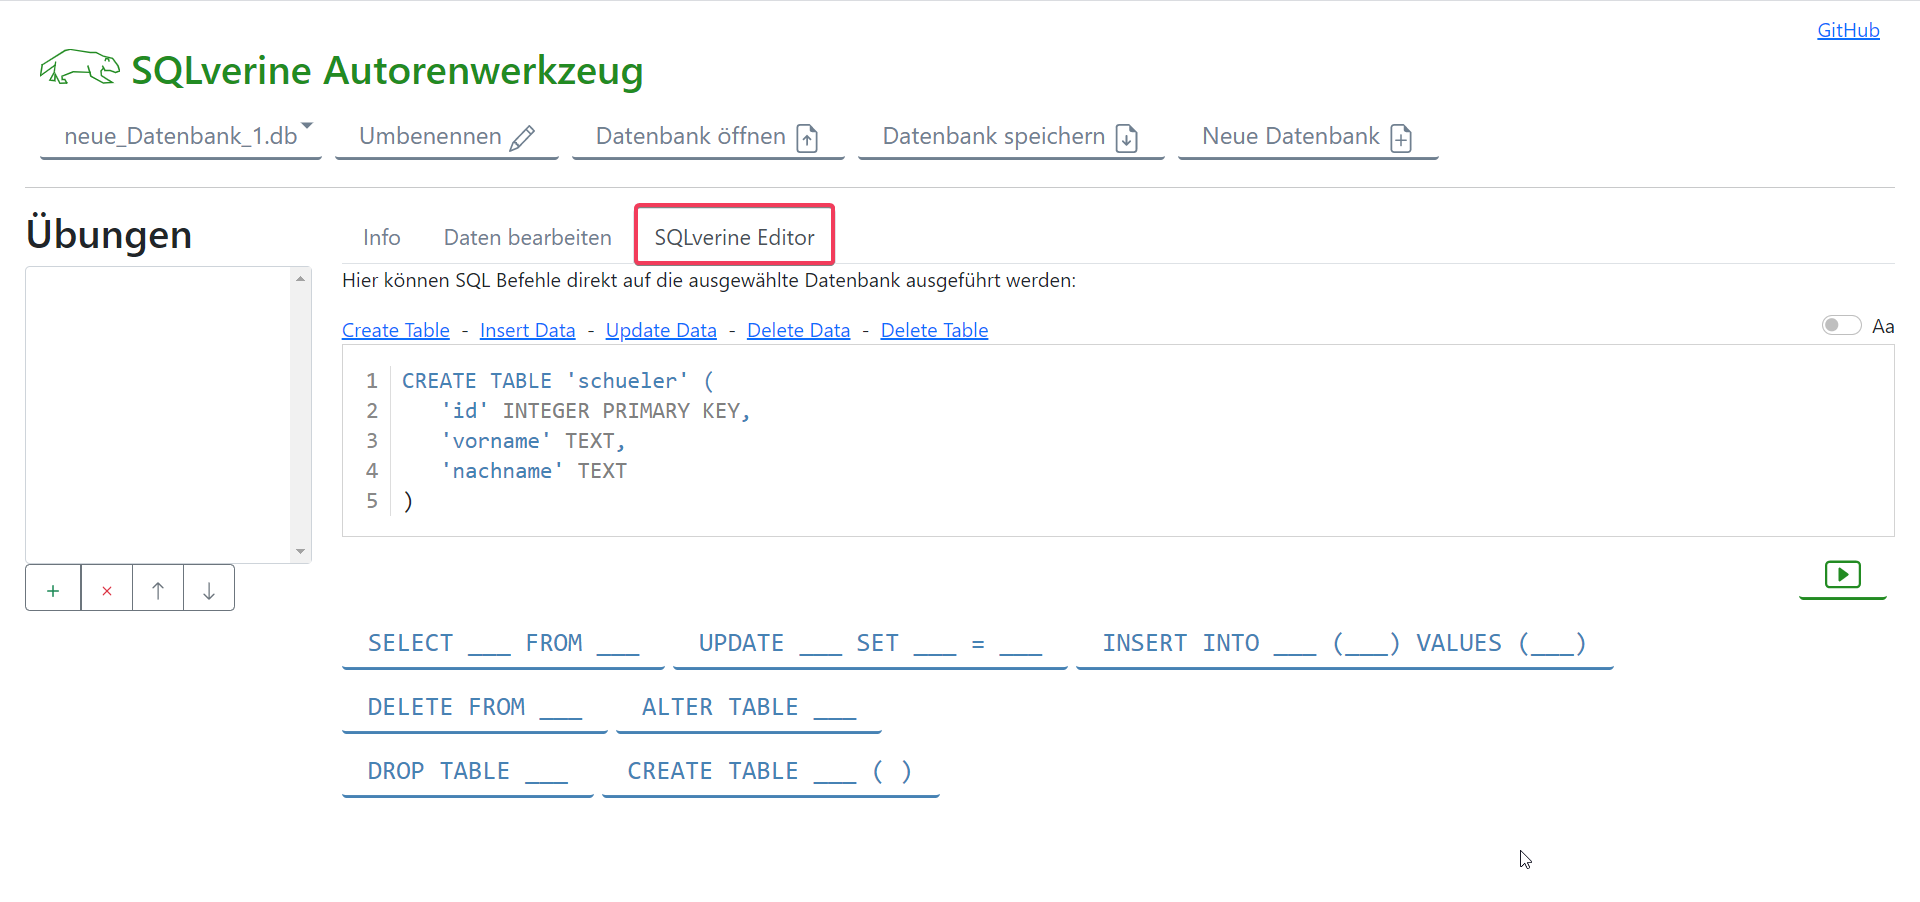 GitHub
SQLverine Autorenwerkzeug
neue_Datenbank_1.db Umbenennen Datenbank öffnen Datenbank speichern Neue Datenbank
Übungen
Info Daten bearbeiten SQLverine Editor
Hier können SQL Befehle direkt auf die ausgewählte Datenbank ausgeführt werden:
Create Table - Insert Data - Update Data - Delete Data - Delete Table
Aa
1 CREATE TABLE 'schueler' (
2 'id' INTEGER PRIMARY KEY,
3 'vorname' TEXT,
4 'nachname' TEXT
5 )
SELECT ___ FROM ___ UPDATE ___ SET ___ = ___ INSERT INTO ___ (___) VALUES (___)
DELETE FROM ___ ALTER TABLE ___
DROP TABLE ___ CREATE TABLE ___ ( )